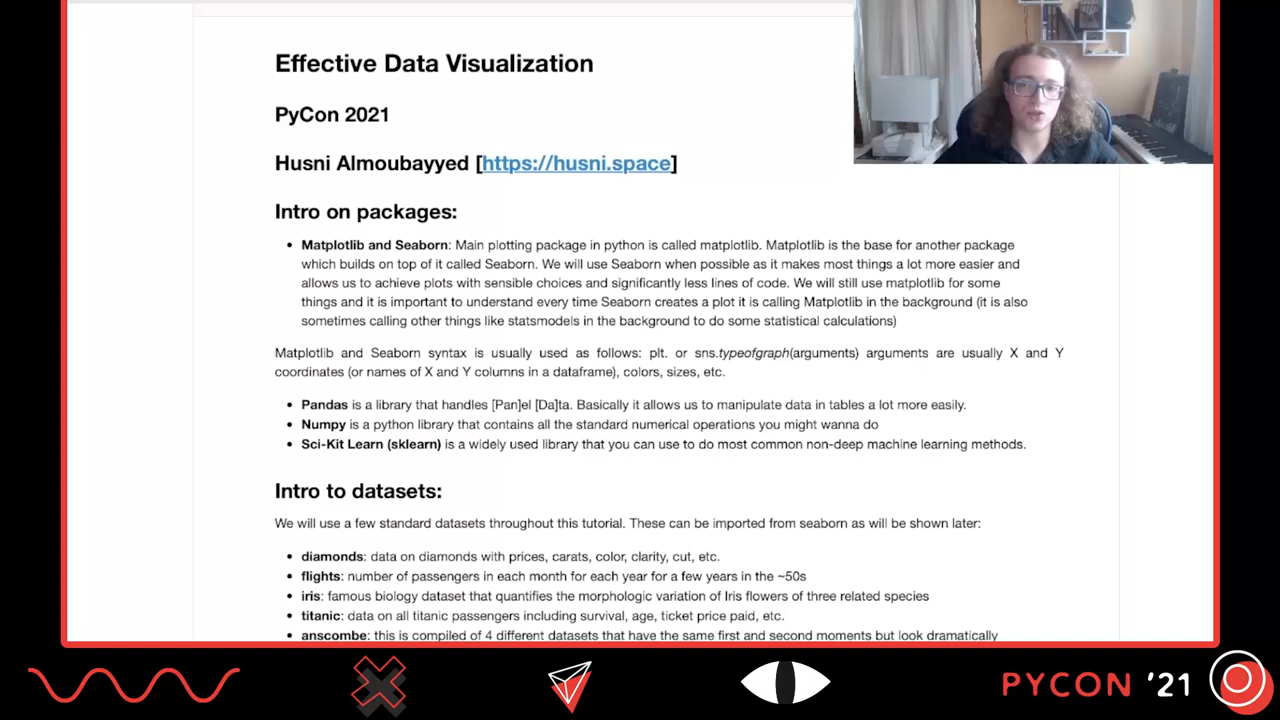 Effective Data Visualization
PyCon 2021
Husni Almoubayyed [https://husni.space]
Intro on packages:
• Matplotlib and Seaborn: Main plotting package in python is called matplotlib. Matplotlib is the base for another package
which builds on top of it called Seaborn. We will use Seaborn when possible as it makes most things a lot more easier and
allows us to achieve plots with sensible choices and significantly less lines of code. We will still use matplotlib for some
things and it is important to understand every time Seaborn creates a plot it is calling Matplotlib in the background (it is also
sometimes calling other things like statsmodels in the background to do some statistical calculations)
Matplotlib and Seaborn syntax is usually used as follows: plt. or sns.typeofgraph(arguments) arguments are usually X and Y
coordinates (or names of X and Y columns in a dataframe), colors, sizes, etc.
• Pandas is a library that handles [Pan]el [Da]ta. Basically it allows us to manipulate data in tables a lot more easily.
• Numpy is a python library that contains all the standard numerical operations you might wanna do
• Sci-Kit Learn (sklearn) is a widely used library that you can use to do most common non-deep machine learning methods.
Intro to datasets:
We will use a few standard datasets throughout this tutorial. These can be imported from seaborn as will be shown later:
• diamonds: data on diamonds with prices, carats, color, clarity, cut, etc.
• flights: number of passengers in each month for each year for a few years in the ~50s
• iris: famous biology dataset that quantifies the morphologic variation of Iris flowers of three related species
• titanic: data on all titanic passengers including survival, age, ticket price paid, etc.
• anscombe: this is compiled of 4 different datasets that have the same first and second moments but look dramatically
PYCON '21